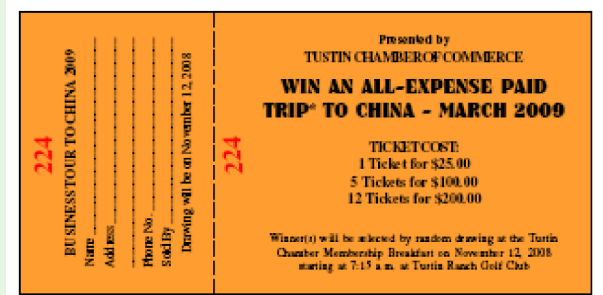 224
BUSINESS TOUR TO CHINA 2009
Name
Address
Phone No.
Sold By
Drawing will be on November 12, 2008
224
Presented by
TUSTIN CHAMBER OF COMMERCE
WIN AN ALL-EXPENSE PAID
TRIP* TO CHINA - MARCH 2009
TICKET COST:
1 Ticket for $25.00
5 Tickets for $100.00
12 Tickets for $200.00
Winner(s) will be selected by random drawing at the Tustin
Chamber Membership Breakfast on November 12, 2008
starting at 7:15 a.m. at Tustin Ranch Golf Club